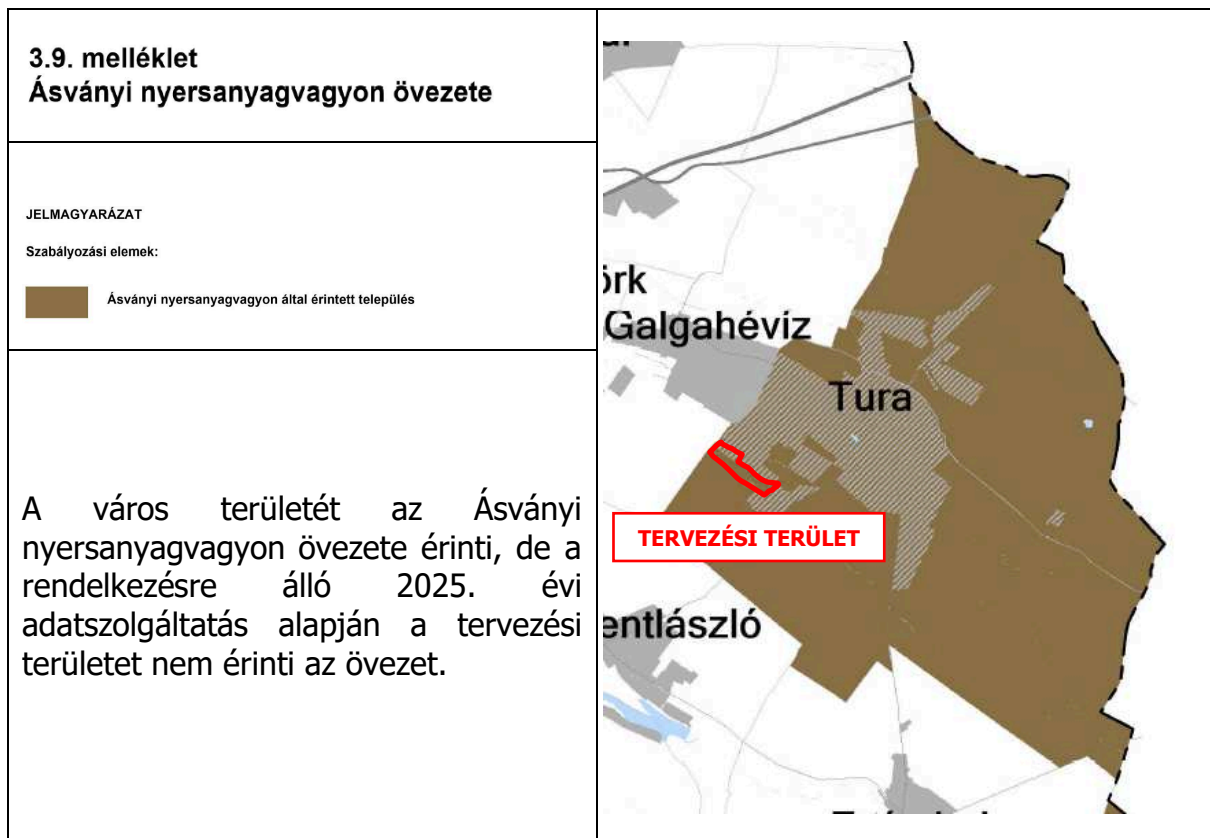 3.9. melléklet
Ásványi nyersanyagvagyon övezete
JELMAGYARÁZAT
Szabályozási elemek:
Ásványi nyersanyagvagyon által érintett település
A város területét az Ásványi
nyersanyagvagyon övezete érinti, de a
rendelkezésre álló 2025. évi
adatszolgáltatás alapján a tervezési
területet nem érinti az övezet.
örk
Galgahévíz
Tura
TERVEZÉSI TERÜLET
entlászló